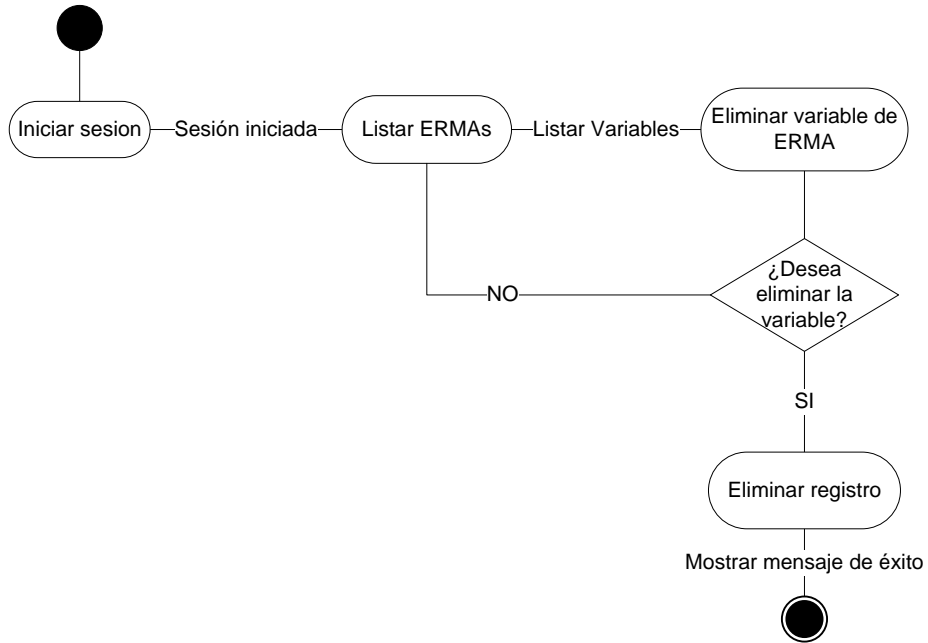 Iniciar sesion
Sesión iniciada
Listar ERMAs
Listar Variables
Eliminar variable de
ERMA
¿Desea
eliminar la
variable?
NO
SI
Eliminar registro
Mostrar mensaje de éxito